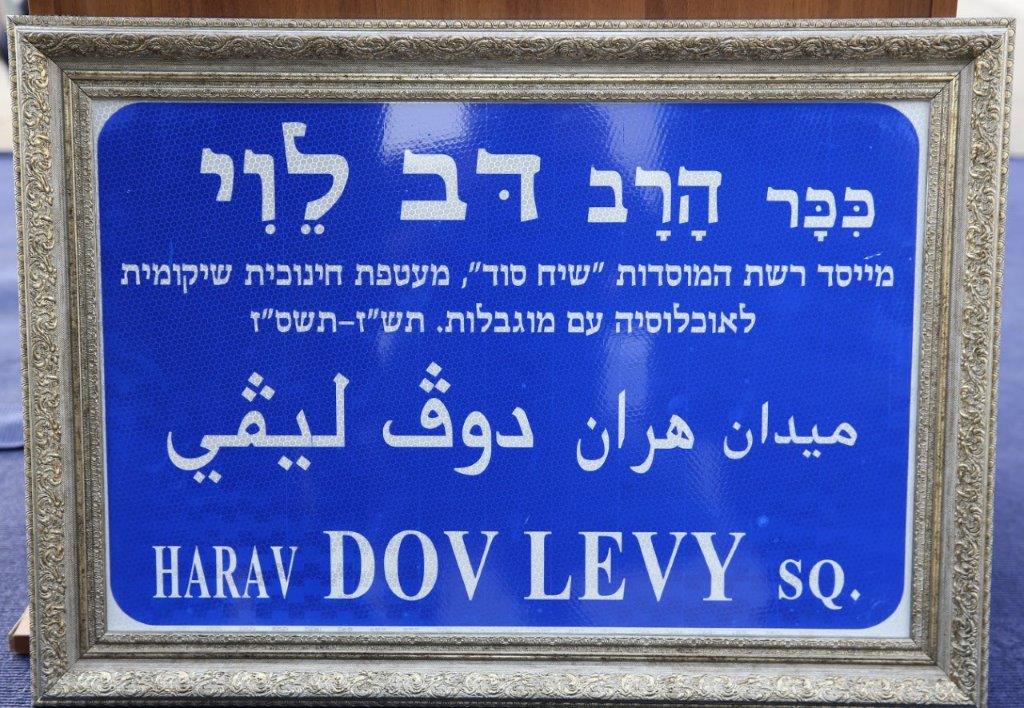 כִּכָּר הָרָב דּב לֵוִי
מייסד רשת המוסדות "שיח סוד", מעטפת חינוכית שיקומית
לאוכלוסיה עם מוגבלות. תש"ז-תשס"ז
ميدان هران دوڤ ليڤي
HARAV DOV LEVY SQ.